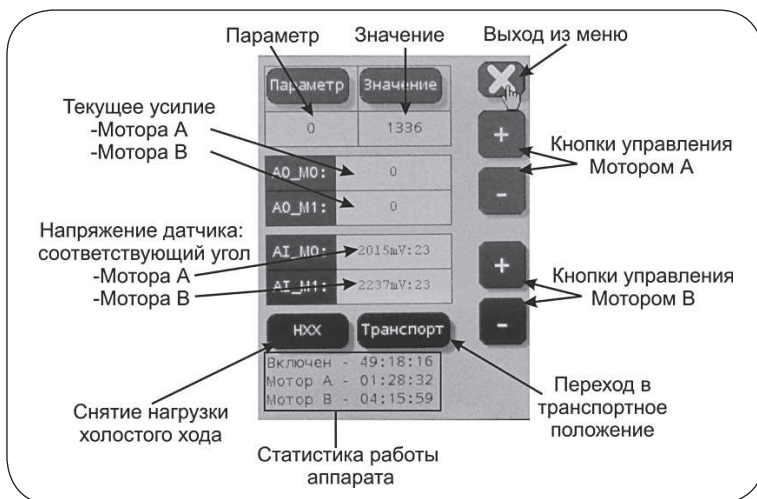 Параметр
Значение
Выход из меню
Параметр
Значение
0
1336
Текущее усилие
-Мотора А
-Мотора В
+
-
Кнопки управления
Мотором А
AO_M0:
0
AO_M1:
0
Напряжение датчика:
соответствующий угол
-Мотора А
-Мотора В
AI_M0:
2015mV:23
AI_M1:
2237mV:23
+
-
Кнопки управления
Мотором В
НХХ
Транспорт
Включен - 49:18:16
Мотор А - 01:28:32
Мотор В - 04:15:59
Снятие нагрузки
холостого хода
Переход в
транспортное
положение
Статистика работы
аппарата